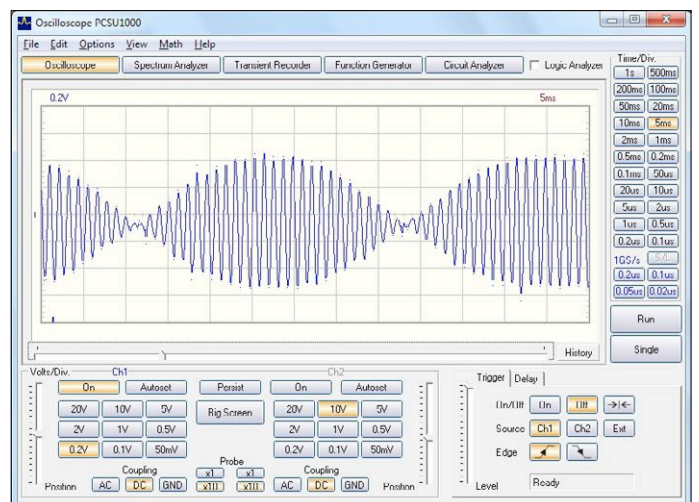 Oscilloscope PCSU1000
File Edit Options View Math Help
Oscilloscope Spectrum Analyzer Transient Recorder Function Generator Circuit Analyzer Logic Analyzer
0.2V 5ms
Time/Div.
1s 500ms
200ms 100ms
50ms 20ms
10ms 5ms
2ms 1ms
0.5ms 0.2ms
0.1ms 50us
20us 10us
5us 2us
1us 0.5us
0.2us 0.1us
1GS/s
0.2us 0.1us
0.05us 0.02us
Run
Single
History
Volts/Div. Ch1 Ch2
On Autoset Persist On Autoset
20V 10V 5V Big Screen 20V 10V 5V
2V 1V 0.5V 2V 1V 0.5V
0.2V 0.1V 50mV 0.2V 0.1V 50mV
Coupling Probe Coupling
x1 x1
Position AC DC GND x10 x10 AC DC GND Position
Trigger Delay
On/Off On Off
Source Ch1 Ch2 Ext
Edge
Level Ready